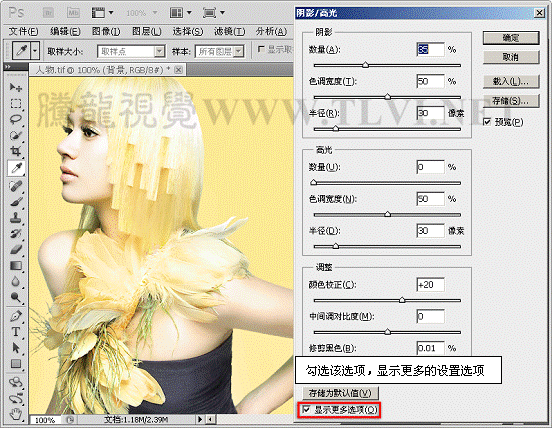 Ps Br Mb 100%
文件(F) 编辑(E) 图像(I) 图层(L) 选择(S) 滤镜(T) 分析(A)
取样大小: 取样点 样本: 所有图层 显示取
人物.tif @ 100% (背景, RGB/8#) *
腾龍視覺 WWW.TLVI.NE
100% 文档:1.18M/2.39M
阴影/高光
阴影
数量(A): 35 %
色调宽度(T): 50 %
半径(R): 30 像素
高光
数量(U): 0 %
色调宽度(N): 50 %
半径(D): 30 像素
调整
颜色校正(C): +20
中间调对比度(M): 0
修剪黑色(B): 0.01 %
勾选该选项，显示更多的设置选项
存储为默认值(V)
显示更多选项(O)
确定
取消
载入(L)...
存储(S)...
预览(P)